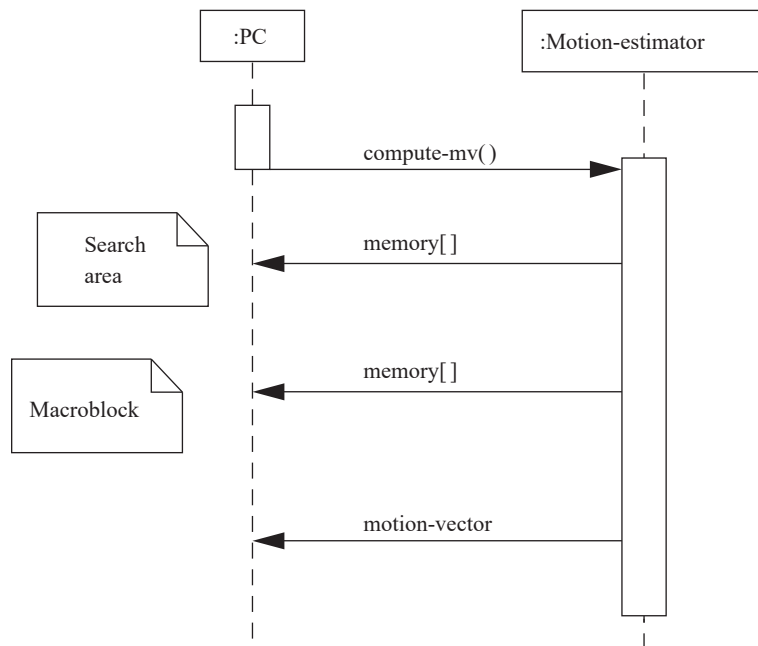 :PC
:Motion-estimator
compute-mv( )
Search
area
memory[ ]
Macroblock
memory[ ]
motion-vector